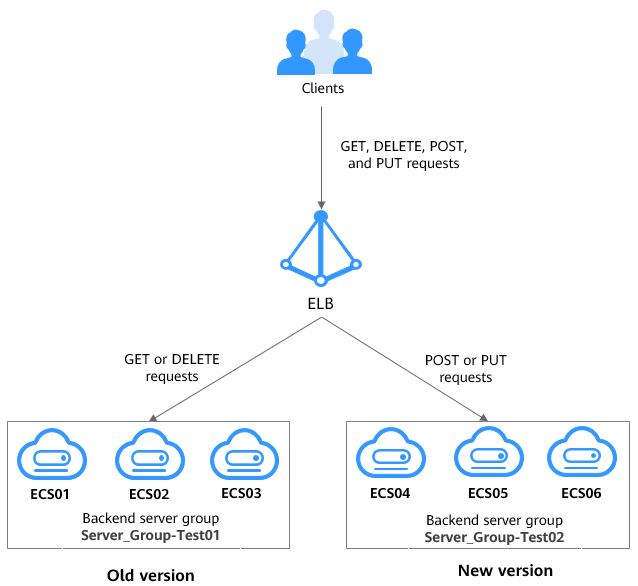 Clients
GET, DELETE, POST,
and PUT requests
ELB
GET or DELETE
requests
POST or PUT
requests
ECS01
ECS02
ECS03
Backend server group
Server_Group-Test01
Old version
ECS04
ECS05
ECS06
Backend server group
Server_Group-Test02
New version